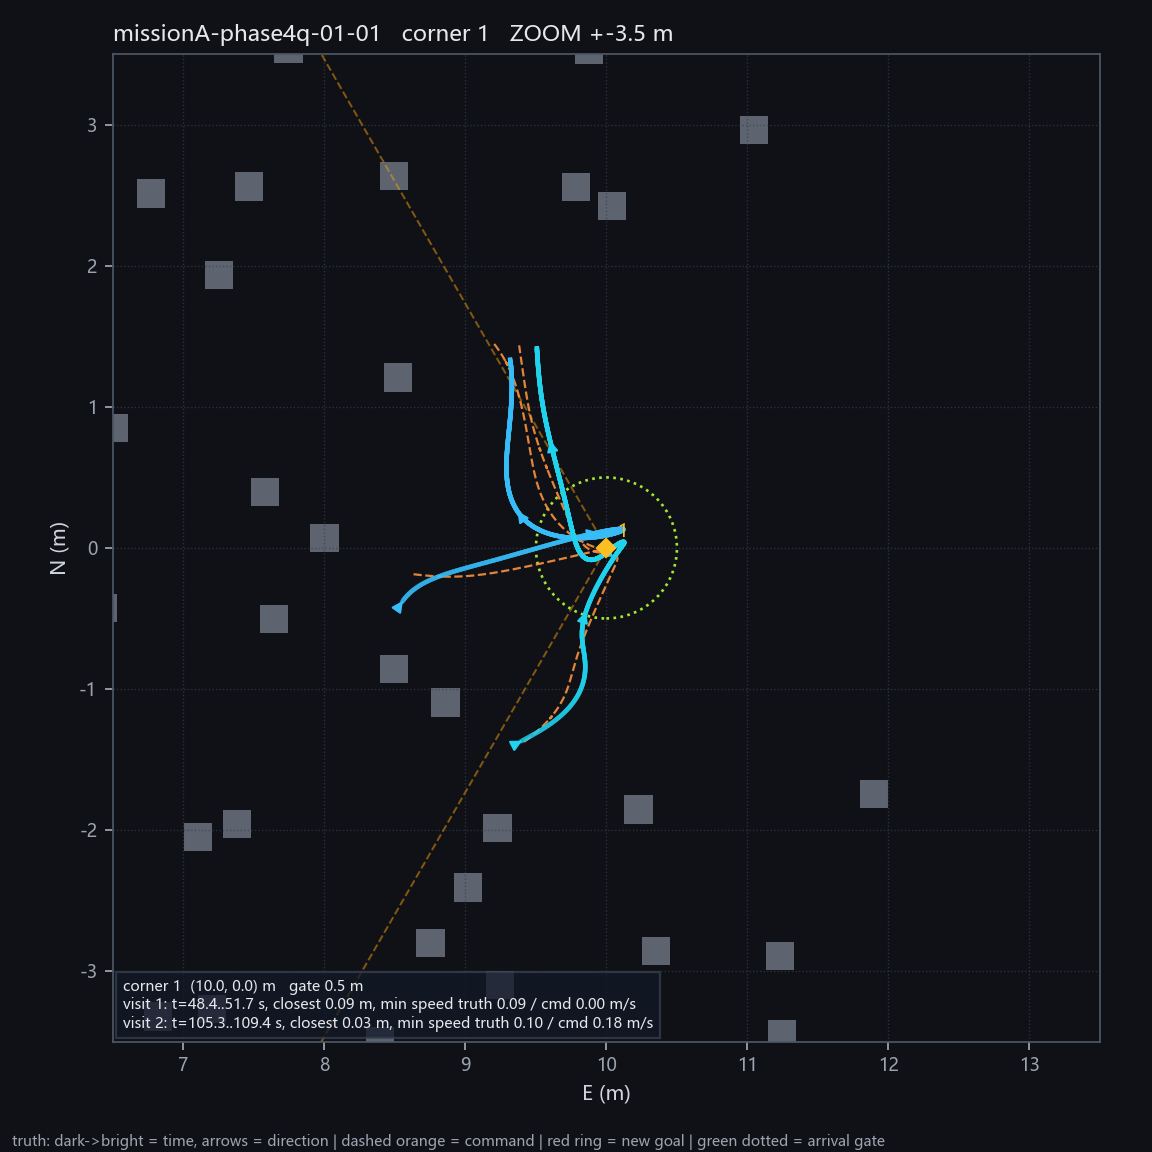 missionA-phase4q-01-01   corner 1   ZOOM +-3.5 m
3
2
1
0
-1
-2
-3
N (m)
7 8 9 10 11 12 13
E (m)
corner 1  (10.0, 0.0) m   gate 0.5 m
visit 1: t=48.4..51.7 s, closest 0.09 m, min speed truth 0.09 / cmd 0.00 m/s
visit 2: t=105.3..109.4 s, closest 0.03 m, min speed truth 0.10 / cmd 0.18 m/s
truth: dark->bright = time, arrows = direction | dashed orange = command | red ring = new goal | green dotted = arrival gate